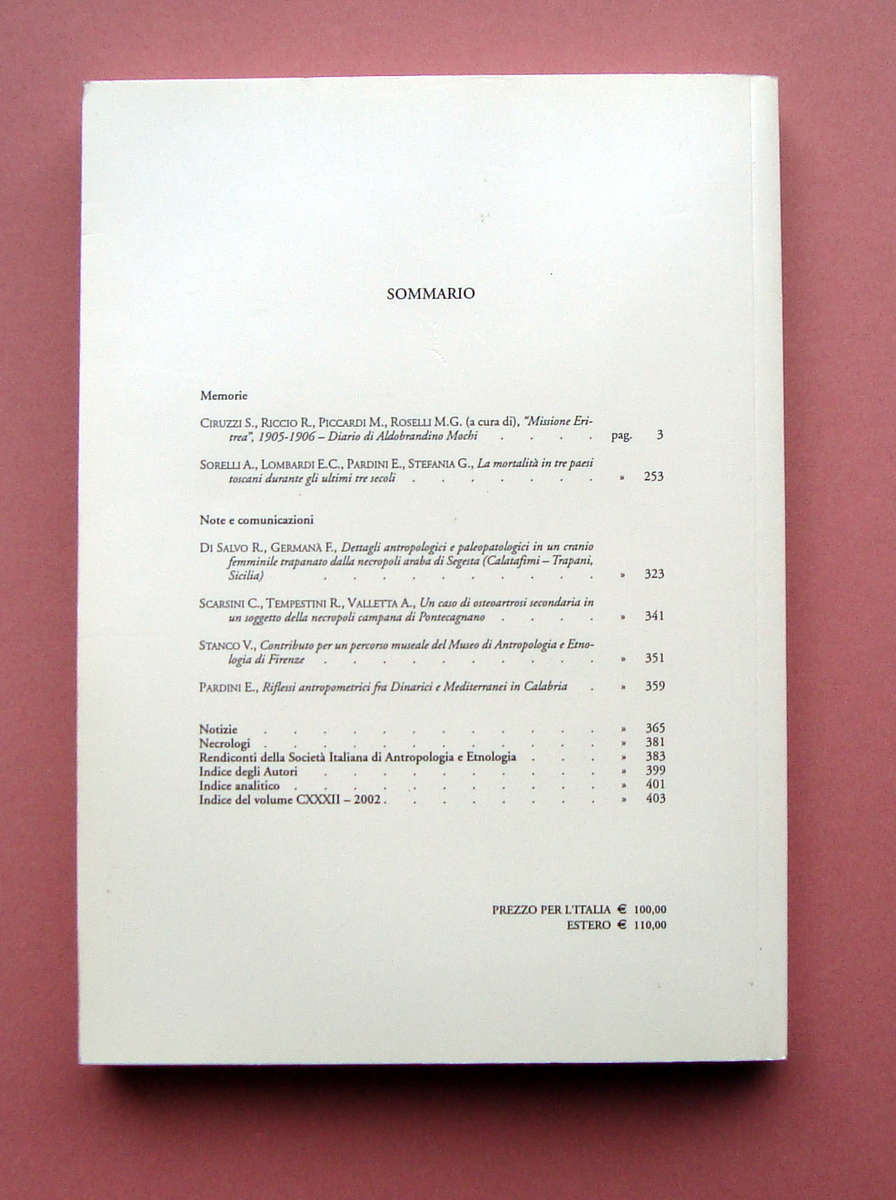 SOMMARIO
Memorie
CIRUZZI S., RICCIO R., PICCARDI M., ROSELLI M.G. (a cura di), “Missione Eri-
trea”, 1905-1906 – Diario di Aldobrandino Mochi . . . . pag. 3
SORELLI A., LOMBARDI E.C., PARDINI E., STEFANIA G., La mortalità in tre paesi
toscani durante gli ultimi tre secoli . . . . . . . » 253
Note e comunicazioni
DI SALVO R., GERMANÀ F., Dettagli antropologici e paleopatologici in un cranio
femminile trapanato dalla necropoli araba di Segesta (Calatafimi – Trapani,
Sicilia) . . . . . . . . . . » 323
SCARSINI C., TEMPESTINI R., VALLETTA A., Un caso di osteoartrosi secondaria in
un soggetto della necropoli campana di Pontecagnano . . . . » 341
STANCO V., Contributo per un percorso museale del Museo di Antropologia e Etno-
logia di Firenze . . . . . . . . . . » 351
PARDINI E., Riflessi antropometrici fra Dinarici e Mediterranei in Calabria . » 359
Notizie . . . . . . . . . . . » 365
Necrologi . . . . . . . . . . . . » 381
Rendiconti della Società Italiana di Antropologia e Etnologia . . . » 383
Indice degli Autori . . . . . . . . . . » 399
Indice analitico . . . . . . . . . . . » 401
Indice del volume CXXXII – 2002 . . . . . . . . » 403
PREZZO PER L'ITALIA € 100,00
ESTERO € 110,00